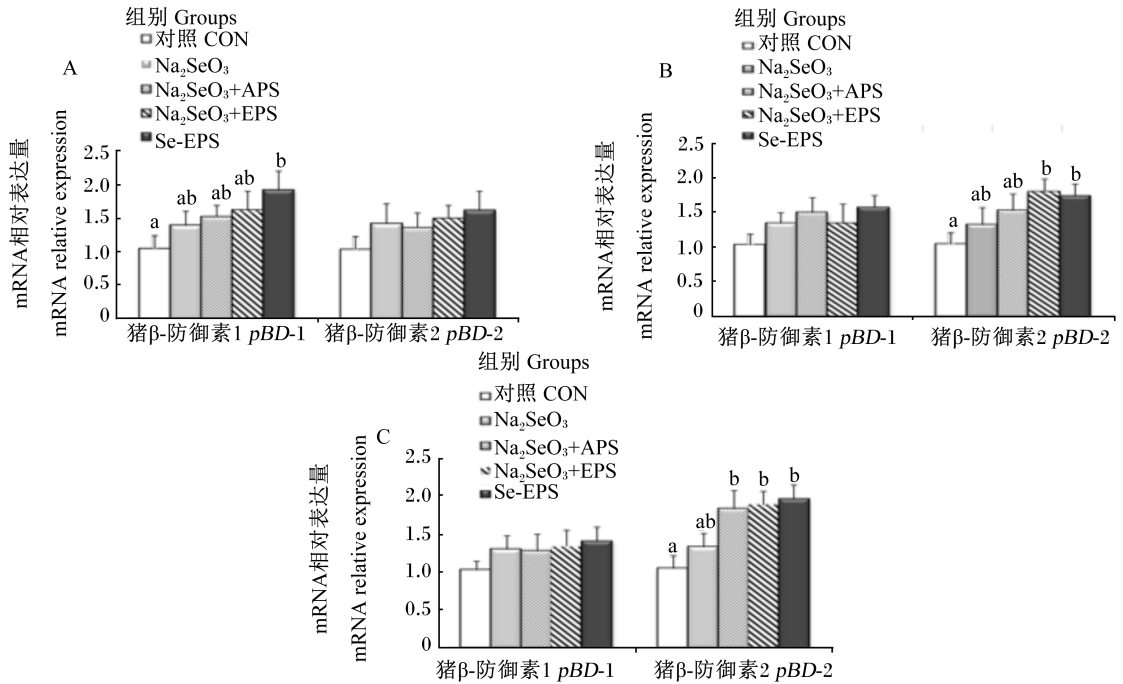 组别 Groups
对照 CON
Na₂SeO₃
Na₂SeO₃+APS
Na₂SeO₃+EPS
Se-EPS
A
mRNA相对表达量
mRNA relative expression
2.5
2.0
1.5
1.0
0.5
0
a
ab
ab
ab
b
猪β-防御素1 pBD-1
猪β-防御素2 pBD-2
组别 Groups
对照 CON
Na₂SeO₃
Na₂SeO₃+APS
Na₂SeO₃+EPS
Se-EPS
B
mRNA相对表达量
mRNA relative expression
2.5
2.0
1.5
1.0
0.5
0
a
ab
ab
b
b
猪β-防御素1 pBD-1
猪β-防御素2 pBD-2
组别 Groups
对照 CON
Na₂SeO₃
Na₂SeO₃+APS
Na₂SeO₃+EPS
Se-EPS
C
mRNA相对表达量
mRNA relative expression
2.5
2.0
1.5
1.0
0.5
0
a
ab
b
b
b
猪β-防御素1 pBD-1
猪β-防御素2 pBD-2